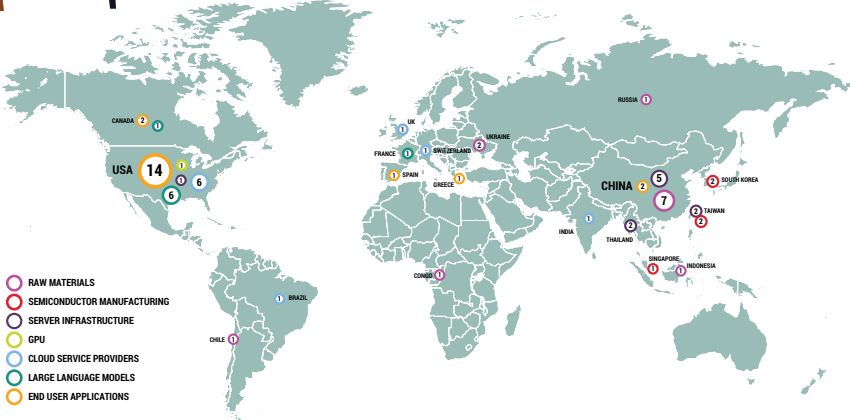 RUSSIA 1
CANADA 2
1
UK
1
UKRAINE
2
FRANCE 1
1 SWITZERLAND
USA 14
1
1
6
6
1 SPAIN
GREECE 1
CHINA 2
5
7
2 SOUTH KOREA
2 TAIWAN
2
INDIA
1
THAILAND
2
SINGAPORE
1
INDONESIA
1
CONGO 1
1 BRAZIL
CHILE 1
RAW MATERIALS
SEMICONDUCTOR MANUFACTURING
SERVER INFRASTRUCTURE
GPU
CLOUD SERVICE PROVIDERS
LARGE LANGUAGE MODELS
END USER APPLICATIONS